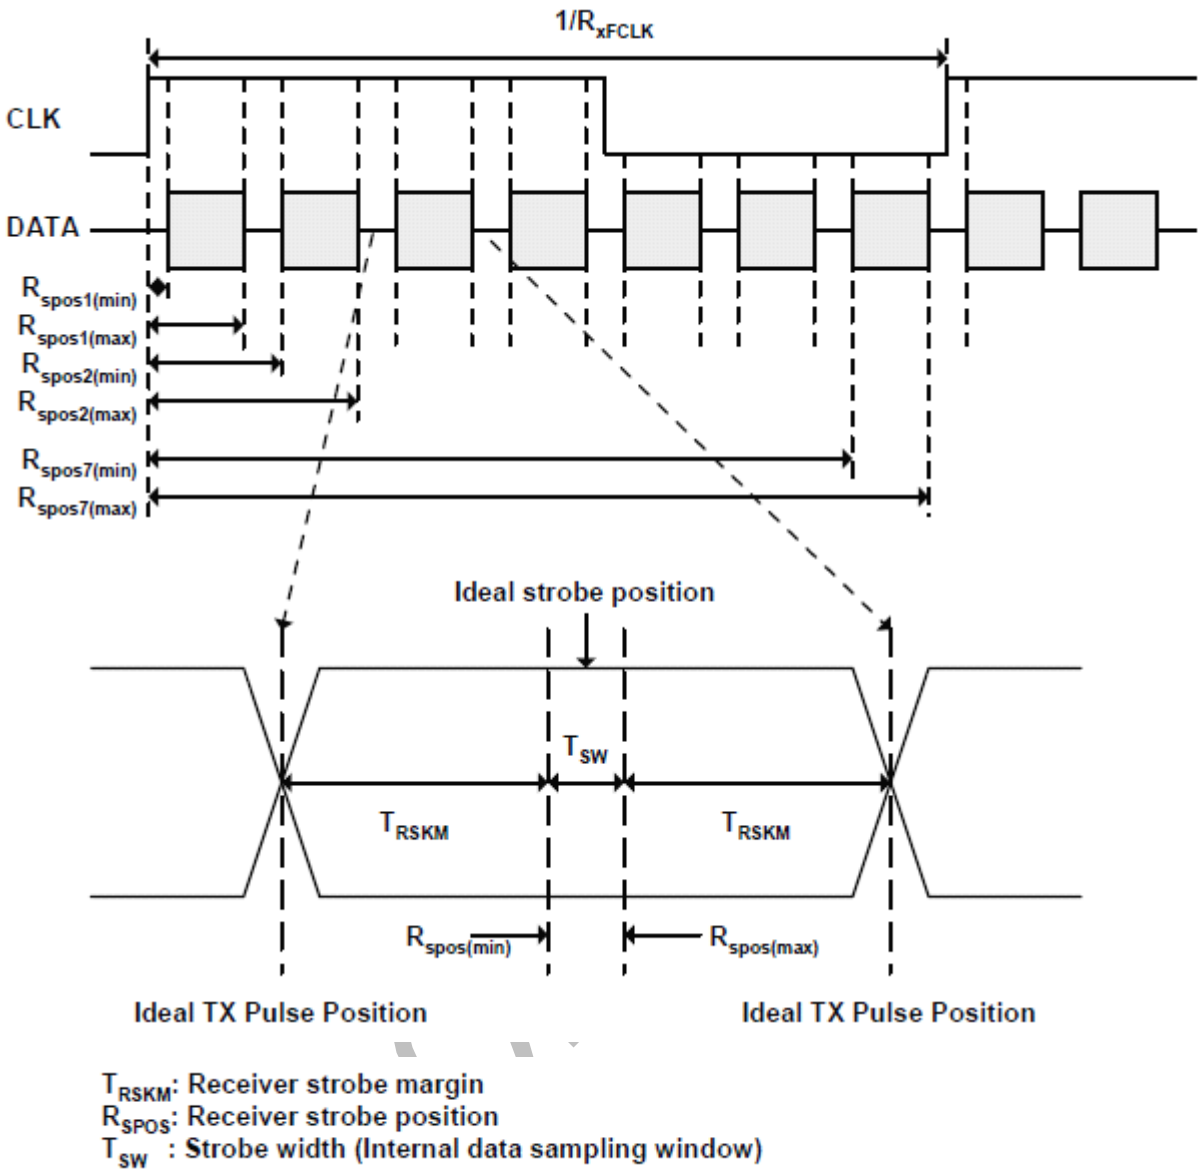 1/RxFCLK
CLK
DATA
Rspos1(min)
Rspos1(max)
Rspos2(min)
Rspos2(max)
Rspos7(min)
Rspos7(max)
Ideal strobe position
TSW
TRSKM TRSKM
Rspos(min) Rspos(max)
Ideal TX Pulse Position Ideal TX Pulse Position
TRSKM: Receiver strobe margin
RSPOS: Receiver strobe position
TSW : Strobe width (Internal data sampling window)